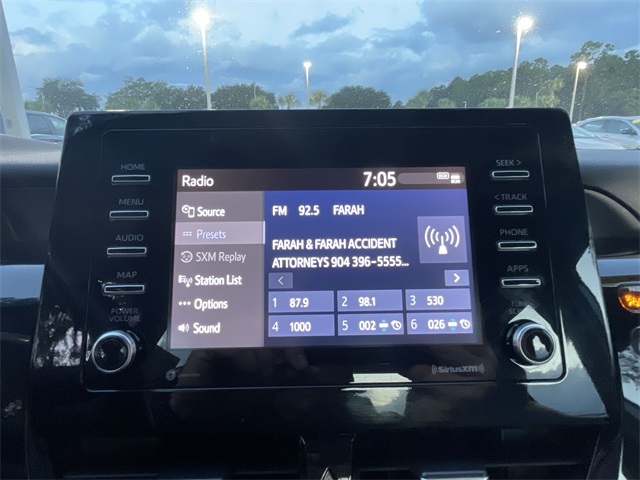 HOME
MENU
AUDIO
MAP
POWER
VOLUME
Radio
7:05
Source
Presets
SXM Replay
Station List
Options
Sound
FM 92.5 FARAH
FARAH & FARAH ACCIDENT
ATTORNEYS 904 396-5555...
< >
1 87.9 2 98.1 3 530
4 1000 5 002 6 026
SEEK >
< TRACK
PHONE
APPS
SiriusXM